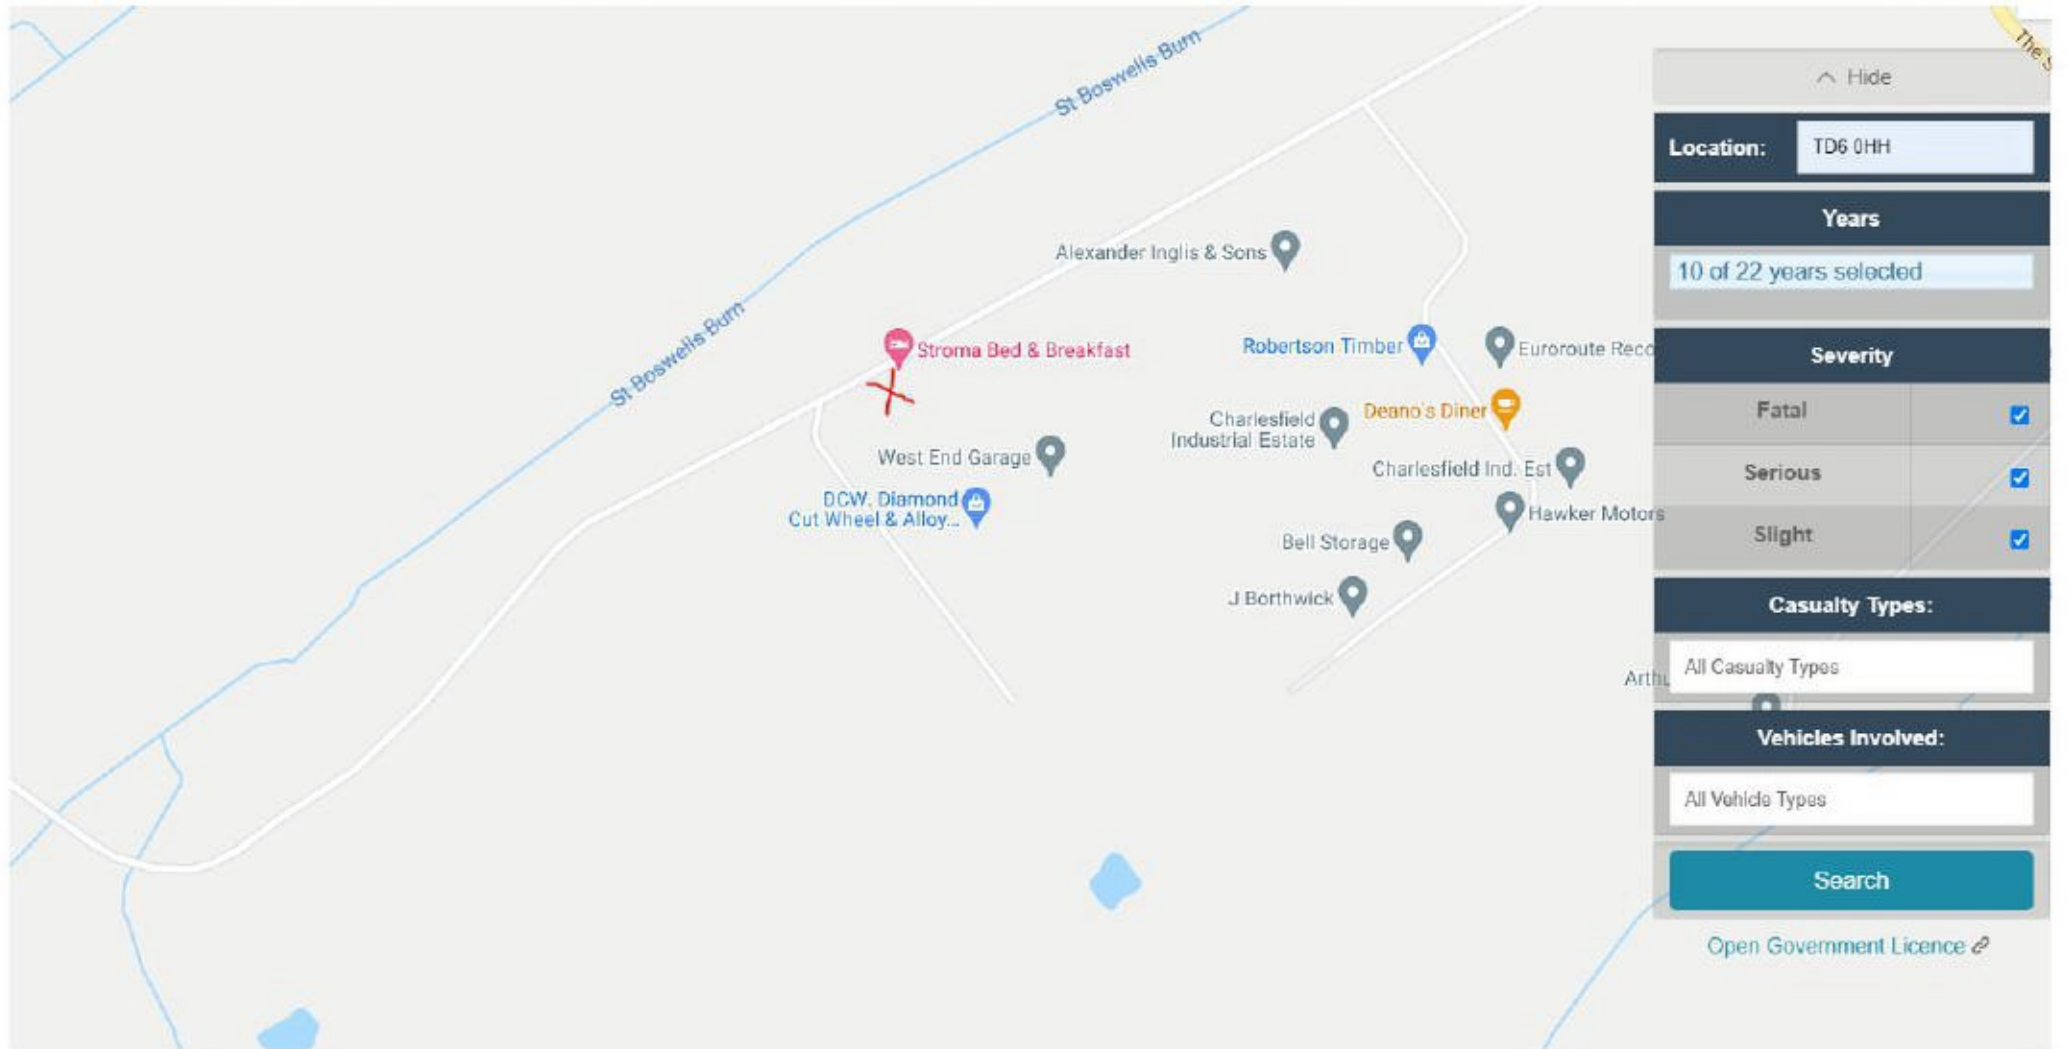 St Boswells Burn
The S
Hide
Location:
TD6 0HH
Years
10 of 22 years selected
Alexander Inglis & Sons
St Boswells Burn
Stroma Bed & Breakfast
Robertson Timber
Euroroute Reco
Severity
Fatal
Charlesfield
Industrial Estate
Deano's Diner
West End Garage
Charlesfield Ind. Est
Serious
DCW, Diamond
Cut Wheel & Alloy...
Hawker Motors
Slight
Bell Storage
J Borthwick
Casualty Types:
All Casualty Types
Arthu
Vehicles Involved:
All Vehicle Types
Search
Open Government Licence